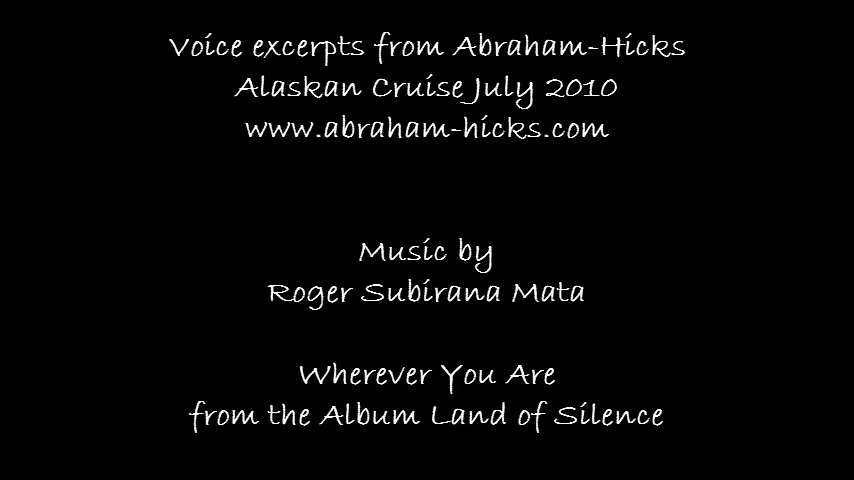 Voice excerpts from Abraham-Hicks
Alaskan Cruise July 2010
www.abraham-hicks.com
Music by
Roger Subirana Mata
Wherever You Are
from the Album Land of Silence